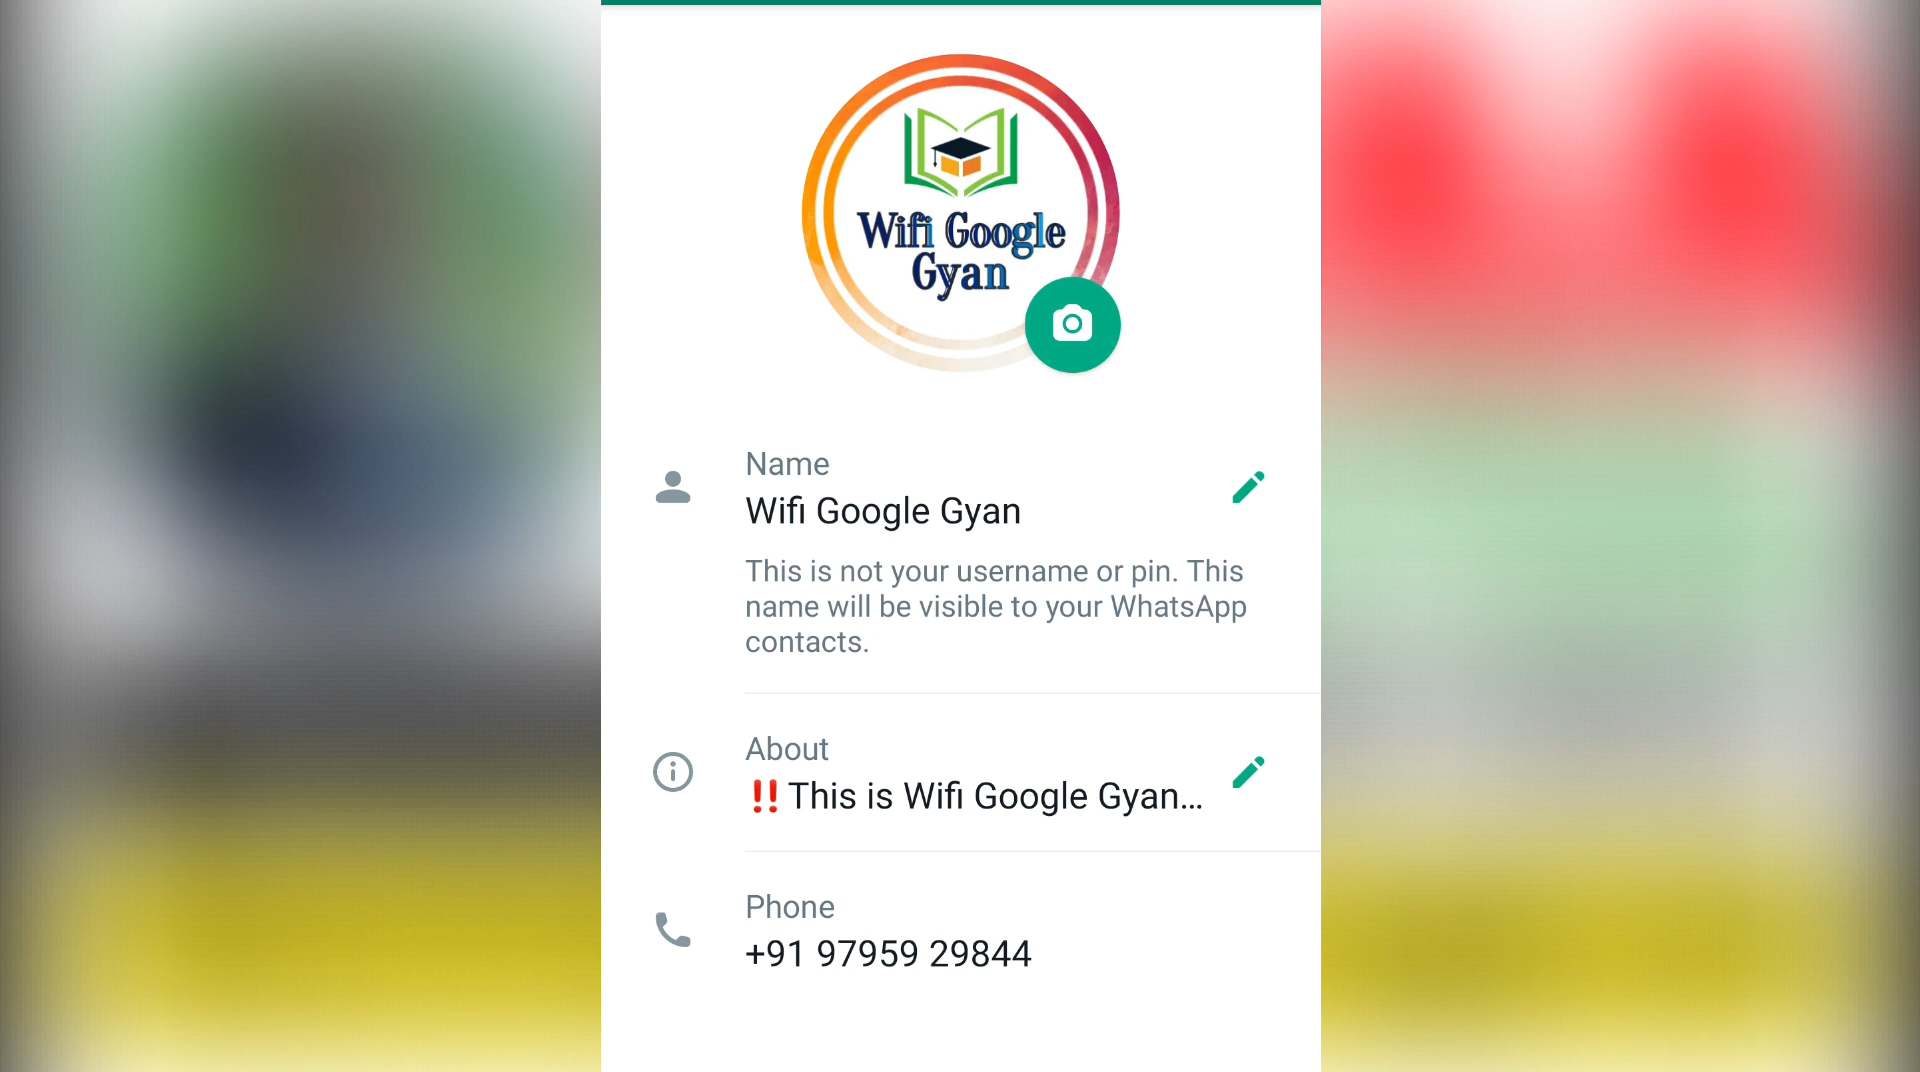 Wifi Google
Gyan
Name
Wifi Google Gyan
This is not your username or pin. This
name will be visible to your WhatsApp
contacts.
About
‼️This is Wifi Google Gyan...
Phone
+91 97959 29844